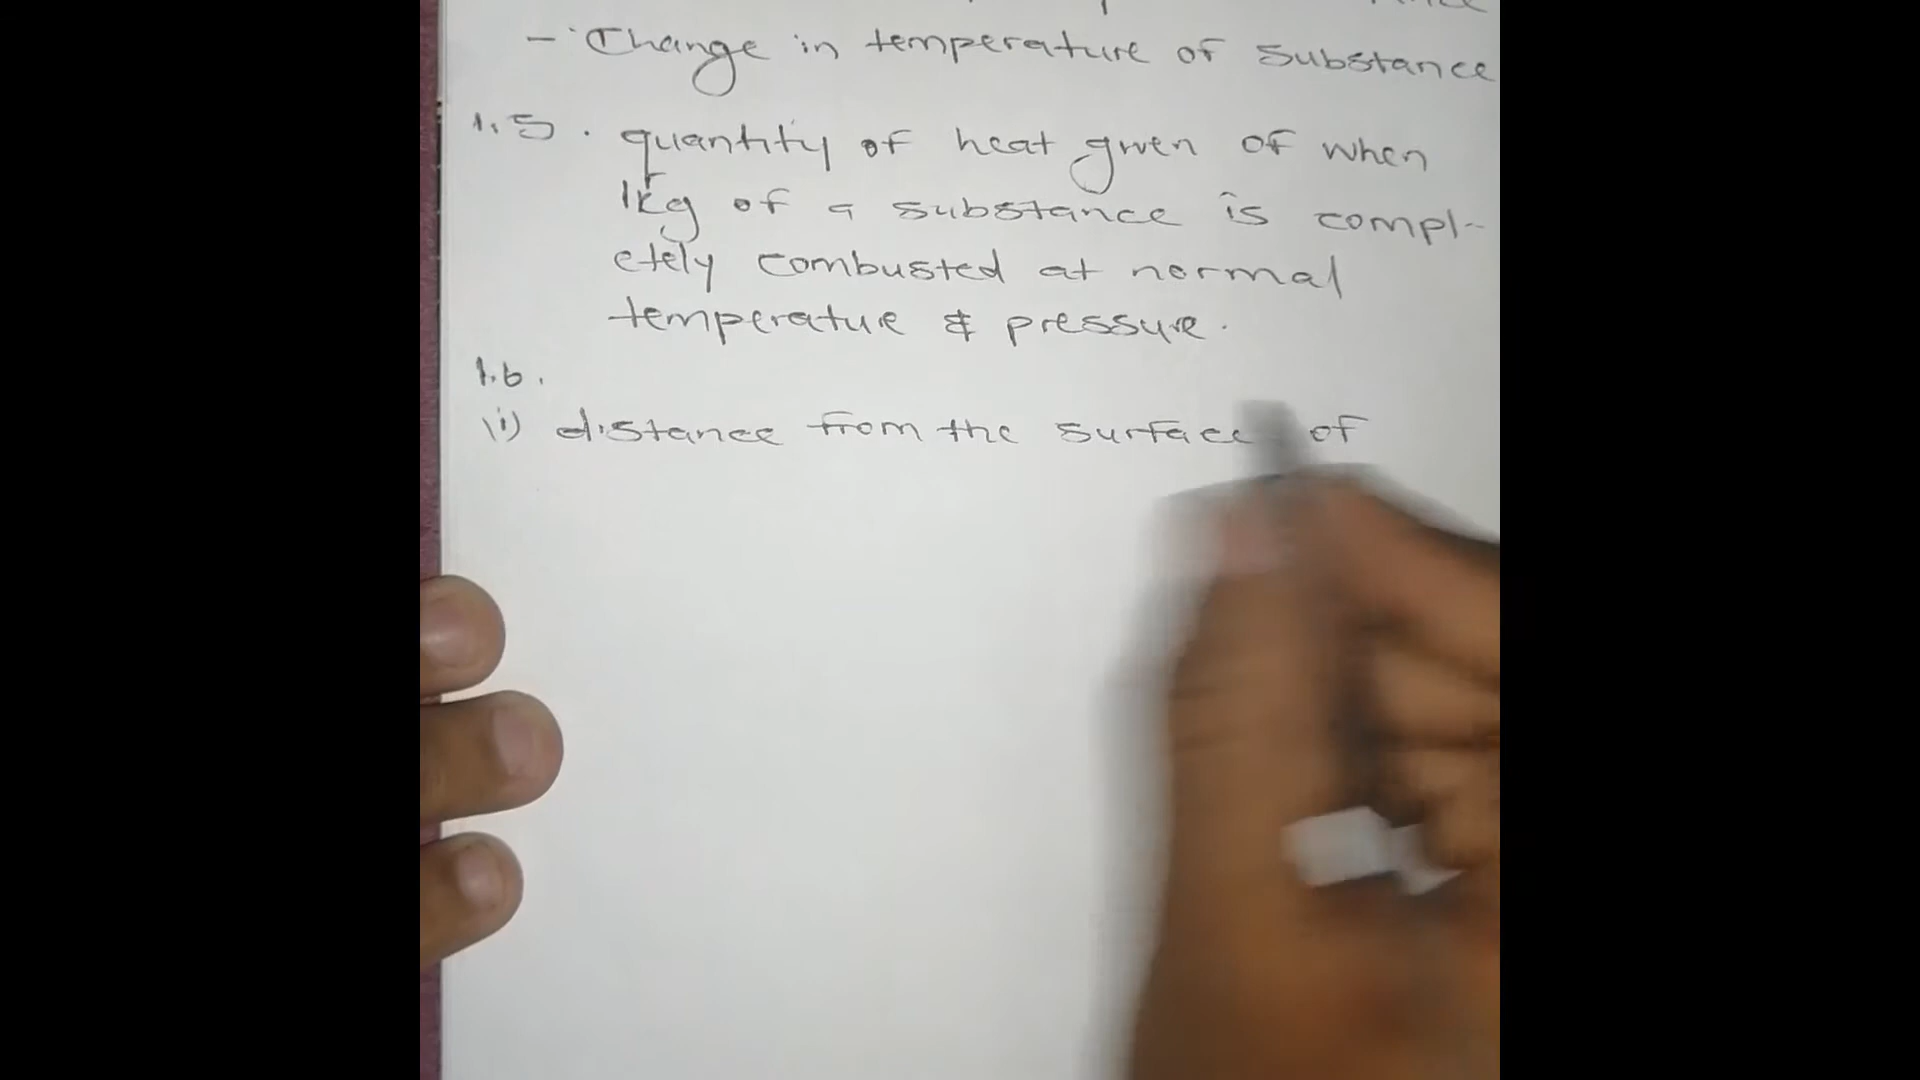 - Change in temperature of substance
1.5. quantity of heat given of when
1kg of a substance is compl-
etely combusted at normal
temperature & pressure.
1.6.
(i) distance from the surface of